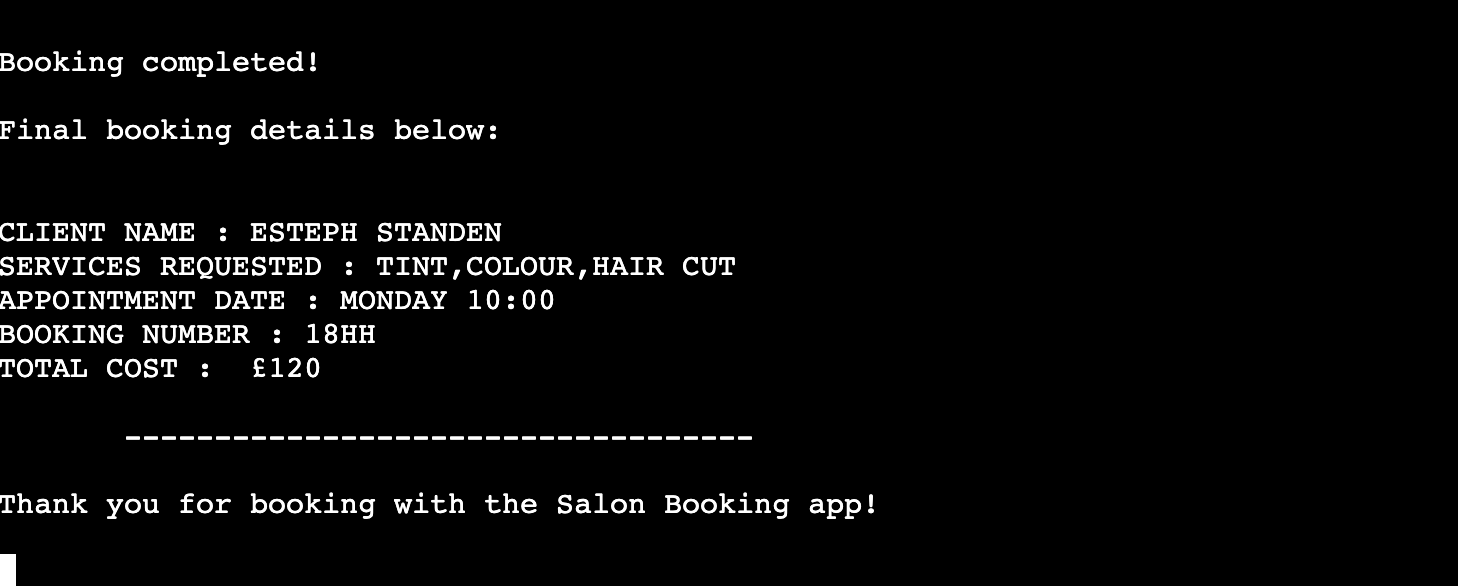 Booking completed!
Final booking details below:
CLIENT NAME : ESTEPH STANDEN
SERVICES REQUESTED : TINT,COLOUR,HAIR CUT
APPOINTMENT DATE : MONDAY 10:00
BOOKING NUMBER : 18HH
TOTAL COST :  £120
-----------------------------------
Thank you for booking with the Salon Booking app!